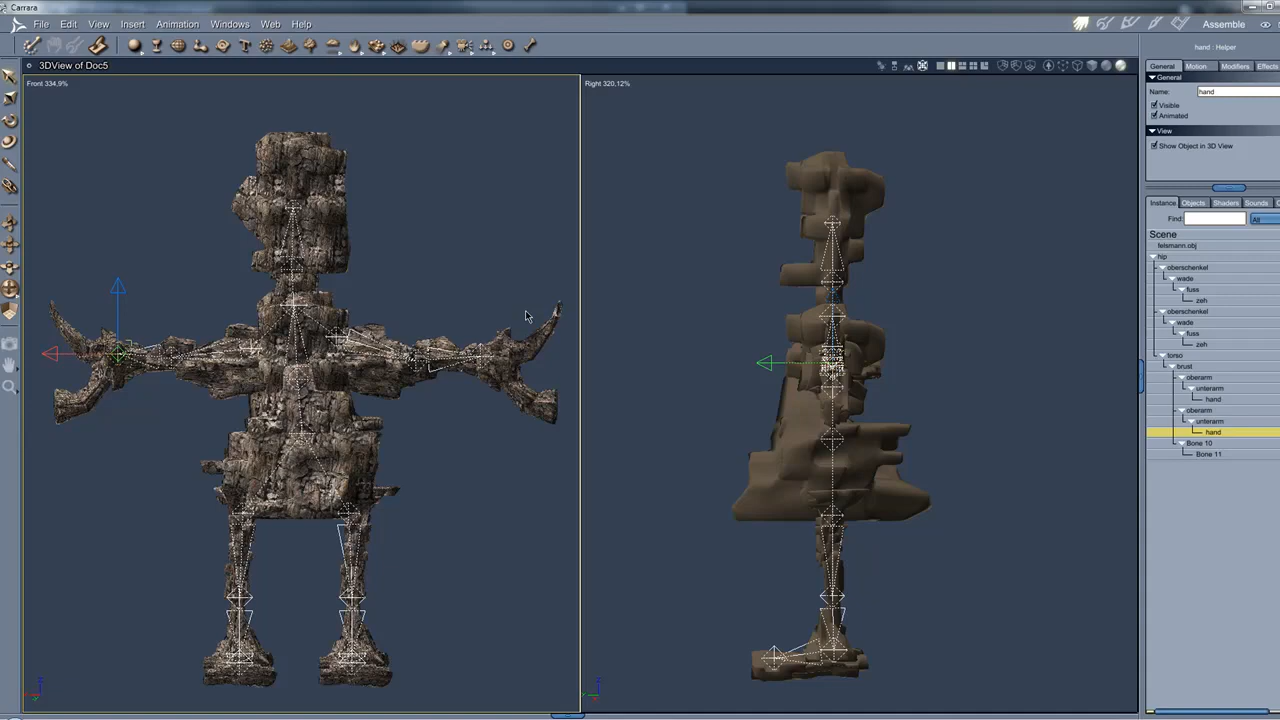 Carrara
File Edit View Insert Animation Windows Web Help
Assemble
3DView of Doc5
Front 334,9%
Right 320,12%
hand : Helper
General Motion Modifiers Effects
General
Name: hand
Visible
Animated
View
Show Object in 3D View
Instance Objects Shaders Sounds
Find: All
Scene
felsmann.obj
hip
oberschenkel
wade
fuss
zeh
oberschenkel
wade
fuss
zeh
torso
brust
oberarm
unterarm
hand
oberarm
unterarm
hand
Bone 10
Bone 11